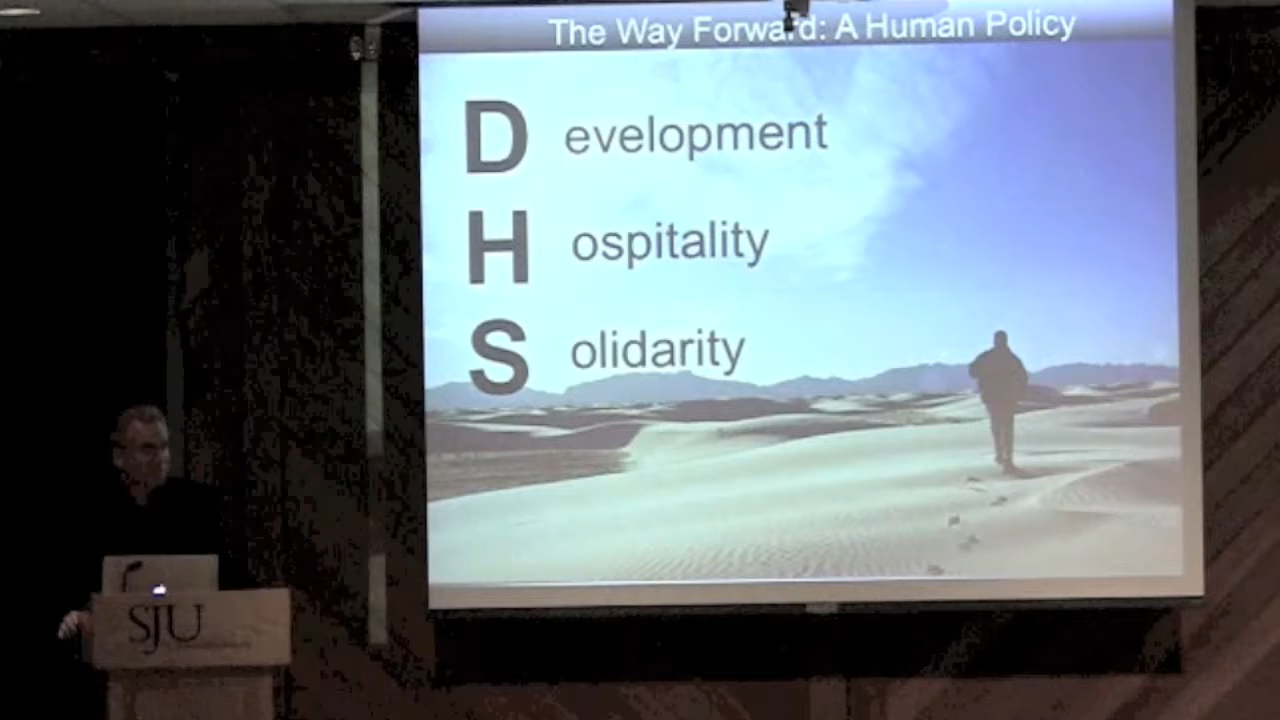 The Way Forward: A Human Policy
D evelopment
H ospitality
S olidarity
SJU